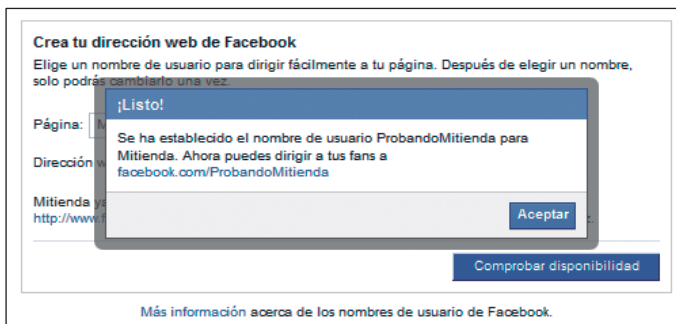 Crea tu dirección web de Facebook
Elige un nombre de usuario para dirigir fácilmente a tu página. Después de elegir un nombre,
solo podrás cambiarlo una vez.
¡Listo!
Página: M
Se ha establecido el nombre de usuario ProbandoMitienda para
Mitienda. Ahora puedes dirigir a tus fans a
facebook.com/ProbandoMitienda
Dirección w
Mitienda ya
http://www.f
Aceptar
Comprobar disponibilidad
Más información acerca de los nombres de usuario de Facebook.